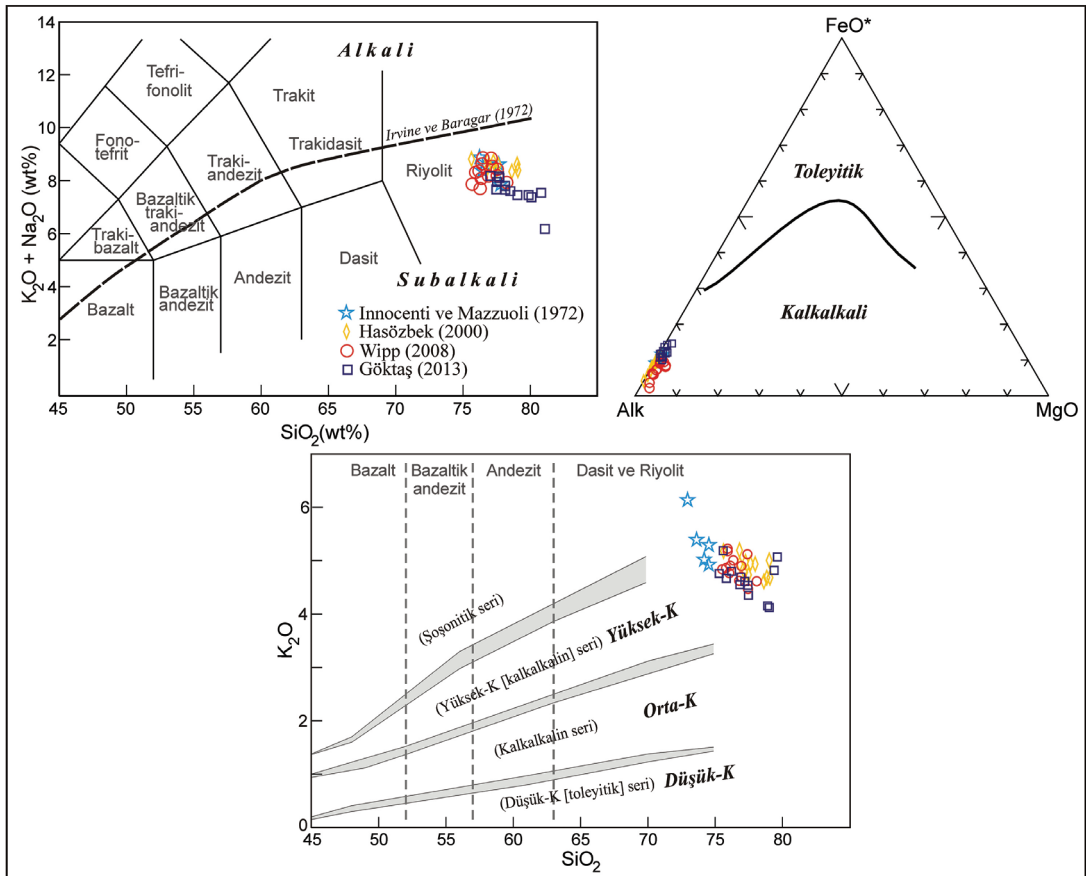 14
12
10
8
6
4
2
K2O + Na2O (wt%)
45
50
55
60
65
70
75
80
SiO2(wt%)
Alkali
Tefri-
fonolit
Trakit
Irvine ve Baragar (1972)
Fono-
tefrit
Trakidasit
Traki-
andezit
Riyolit
Bazaltik
traki-
andezit
Traki-
bazalt
Dasit
Subalkali
Andezit
Bazalt
Bazaltik
andezit
Innocenti ve Mazzuoli (1972)
Hasözbek (2000)
Wipp (2008)
Göktaş (2013)
FeO*
Toleyitik
Kalkalkali
Alk
MgO
Bazalt
Bazaltik
andezit
Andezit
Dasit ve Riyolit
6
4
2
0
K2O
(Şoşonitik seri)
(Yüksek-K [kalkalkalin] seri)
Yüksek-K
Orta-K
(Kalkalkalin seri)
(Düşük-K [toleyitik] seri)
Düşük-K
45
50
55
60
65
70
75
80
SiO2